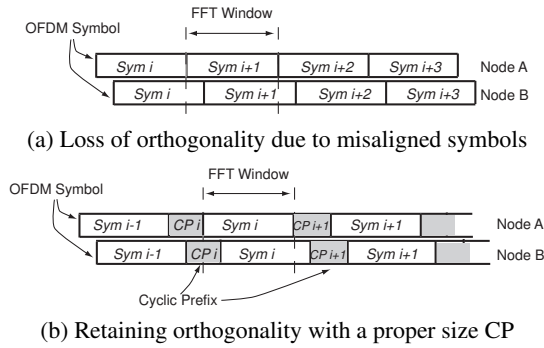 FFT Window
OFDM Symbol
Sym i Sym i+1 Sym i+2 Sym i+3 Node A
Sym i Sym i+1 Sym i+2 Sym i+3 Node B
(a) Loss of orthogonality due to misaligned symbols
FFT Window
OFDM Symbol
Sym i-1 CP i Sym i CP i+1 Sym i+1 Node A
Sym i-1 CP i Sym i CP i+1 Sym i+1 Node B
Cyclic Prefix
(b) Retaining orthogonality with a proper size CP